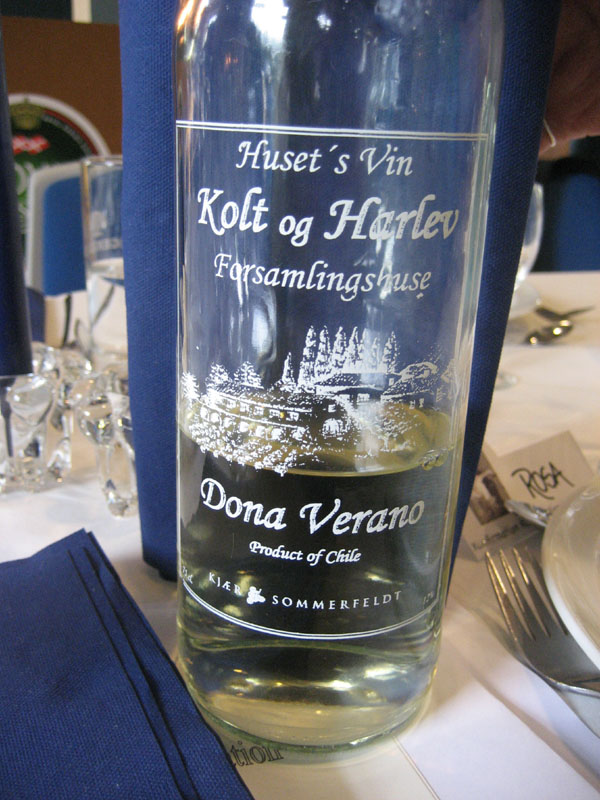 Huset´s Vin
Kolt og Harlev
Forsamlingshuse
Dona Verano
Product of Chile
KJÆR SOMMERFELDT
ROSA